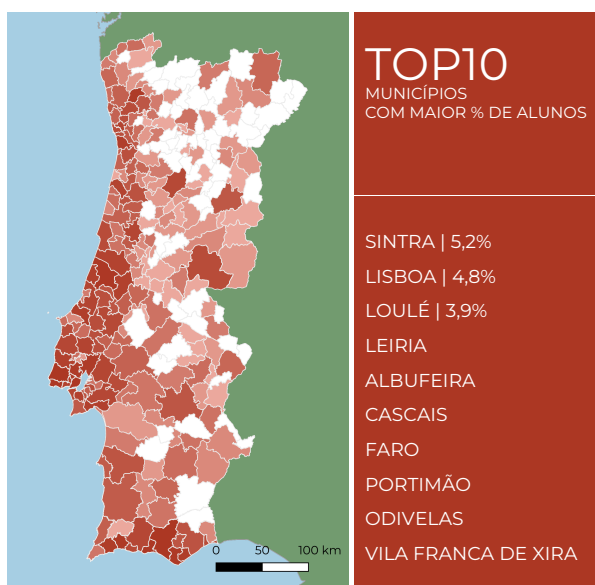 TOP10
MUNICÍPIOS
COM MAIOR % DE ALUNOS
SINTRA | 5,2%
LISBOA | 4,8%
LOULÉ | 3,9%
LEIRIA
ALBUFEIRA
CASCAIS
FARO
PORTIMÃO
ODIVELAS
VILA FRANCA DE XIRA
0 50 100 km